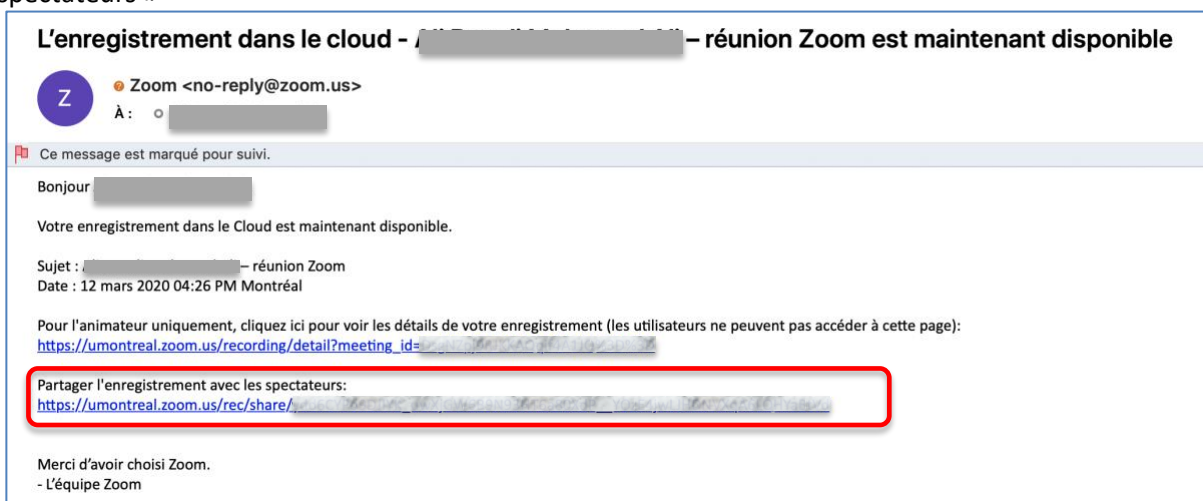 spectateurs »
L'enregistrement dans le cloud - – réunion Zoom est maintenant disponible
Z
Zoom <no-reply@zoom.us>
À :
Ce message est marqué pour suivi.
Bonjour
Votre enregistrement dans le Cloud est maintenant disponible.
Sujet : – réunion Zoom
Date : 12 mars 2020 04:26 PM Montréal
Pour l'animateur uniquement, cliquez ici pour voir les détails de votre enregistrement (les utilisateurs ne peuvent pas accéder à cette page):
https://umontreal.zoom.us/recording/detail?meeting_id=
Partager l'enregistrement avec les spectateurs:
https://umontreal.zoom.us/rec/share/
Merci d'avoir choisi Zoom.
- L'équipe Zoom